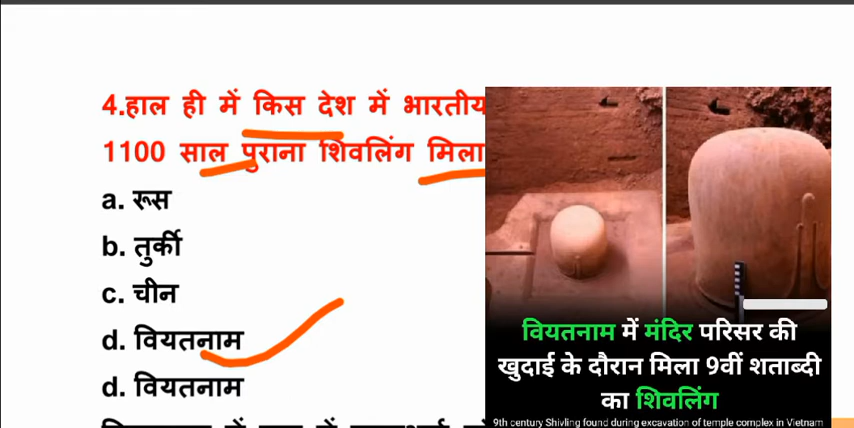 4.हाल ही में किस देश में भारतीय
1100 साल पुराना शिवलिंग मिला
a. रूस
b. तुर्की
c. चीन
d. वियतनाम
d. वियतनाम
वियतनाम में मंदिर परिसर की
खुदाई के दौरान मिला 9वीं शताब्दी
का शिवलिंग
9th century Shivling found during excavation of temple complex in Vietnam